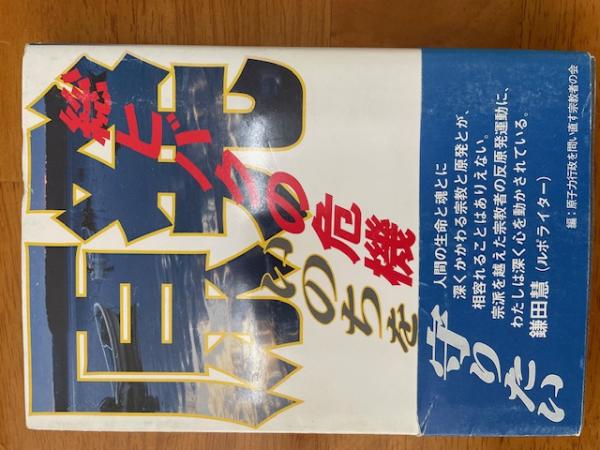 原発
総ヒバクの危機
いのちを
守りたい
人間の生命と魂とに
深くかかわる宗教と原発とが、
相容れることはありえない。
宗派を越えた宗教者の反原発運動に、
わたしは深く心を動かされている。
鎌田慧（ルポライター）
編：原子力行政を問い直す宗教者の会